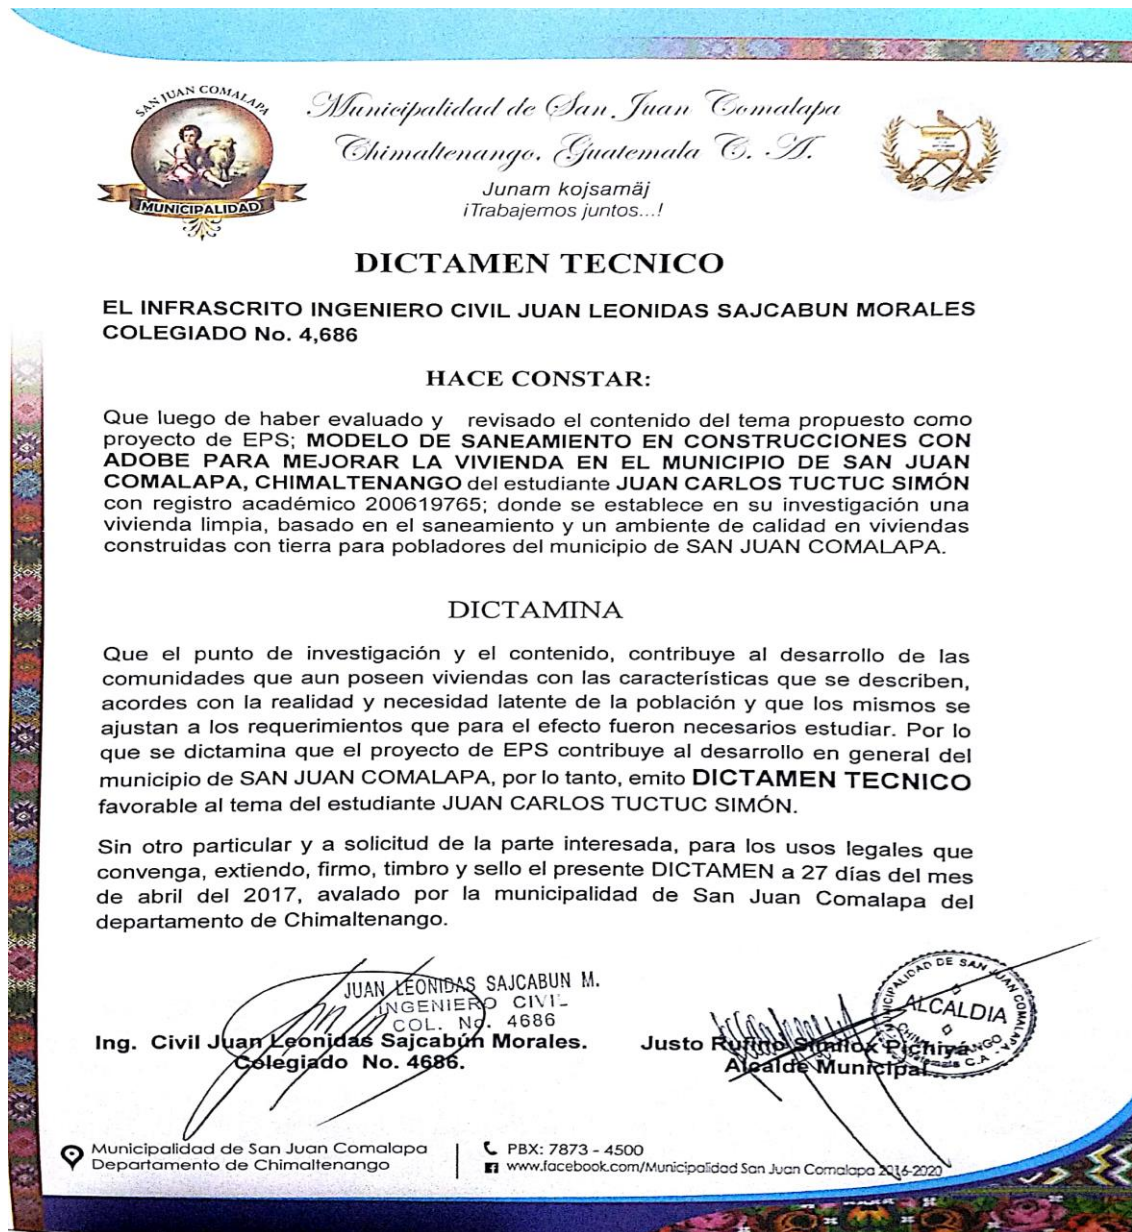 SAN JUAN COMALAPA
MUNICIPALIDAD
Municipalidad de San Juan Comalapa
Chimaltenango, Guatemala C. A.
Junam kojsamäj
¡Trabajemos juntos...!
DICTAMEN TECNICO
EL INFRASCRITO INGENIERO CIVIL JUAN LEONIDAS SAJCABUN MORALES
COLEGIADO No. 4,686
HACE CONSTAR:
Que luego de haber evaluado y revisado el contenido del tema propuesto como
proyecto de EPS; MODELO DE SANEAMIENTO EN CONSTRUCCIONES CON
ADOBE PARA MEJORAR LA VIVIENDA EN EL MUNICIPIO DE SAN JUAN
COMALAPA, CHIMALTENANGO del estudiante JUAN CARLOS TUCTUC SIMÓN
con registro académico 200619765; donde se establece en su investigación una
vivienda limpia, basado en el saneamiento y un ambiente de calidad en viviendas
construidas con tierra para pobladores del municipio de SAN JUAN COMALAPA.
DICTAMINA
Que el punto de investigación y el contenido, contribuye al desarrollo de las
comunidades que aun poseen viviendas con las características que se describen,
acordes con la realidad y necesidad latente de la población y que los mismos se
ajustan a los requerimientos que para el efecto fueron necesarios estudiar. Por lo
que se dictamina que el proyecto de EPS contribuye al desarrollo en general del
municipio de SAN JUAN COMALAPA, por lo tanto, emito DICTAMEN TECNICO
favorable al tema del estudiante JUAN CARLOS TUCTUC SIMÓN.
Sin otro particular y a solicitud de la parte interesada, para los usos legales que
convenga, extiendo, firmo, timbro y sello el presente DICTAMEN a 27 días del mes
de abril del 2017, avalado por la municipalidad de San Juan Comalapa del
departamento de Chimaltenango.
JUAN LEONIDAS SAJCABUN M.
INGENIERO CIVIL
COL. No. 4686
Ing. Civil Juan Leonidas Sajcabún Morales.
Colegiado No. 4686.
MUNICIPALIDAD DE SAN JUAN COMALAPA
ALCALDIA
Guatemala C.A.
Justo Rufino Similox Pichiyá
Alcalde Municipal
Municipalidad de San Juan Comalapa
Departamento de Chimaltenango
PBX: 7873 - 4500
www.facebook.com/Municipalidad San Juan Comalapa 2016-2020